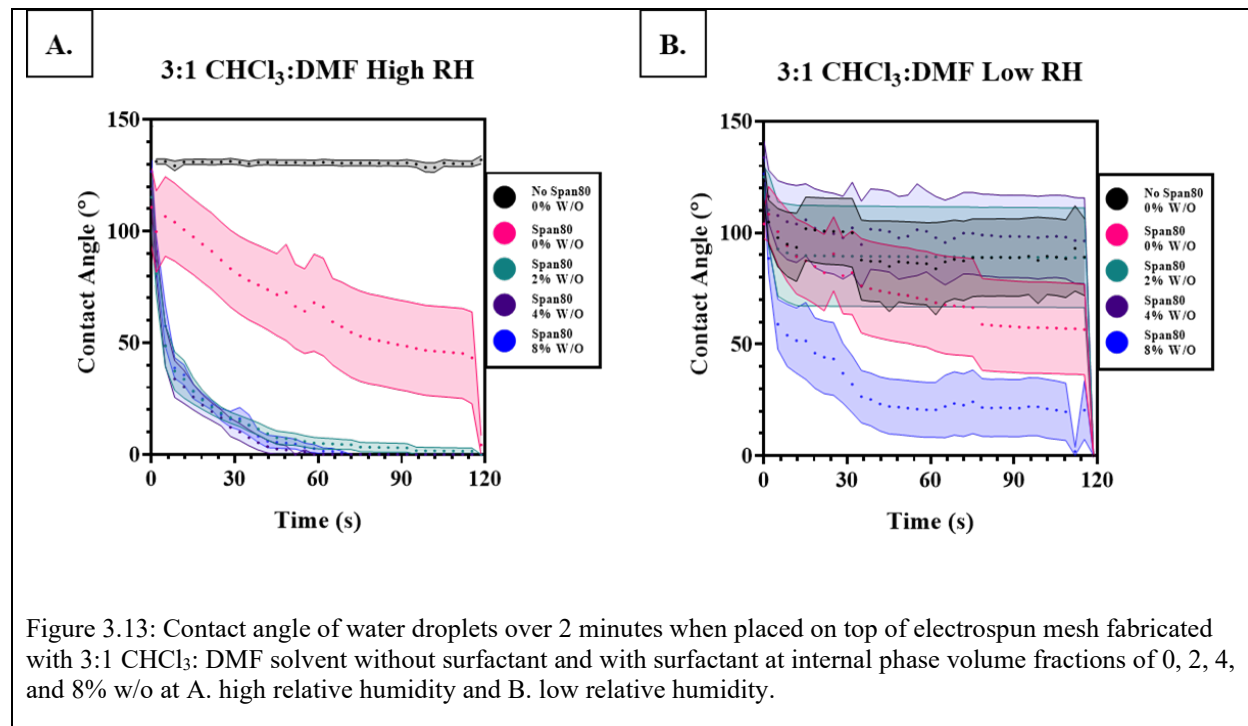 A.
3:1 CHCl₃:DMF High RH
150
100
50
0
Contact Angle (°)
0 30 60 90 120
Time (s)
No Span80
0% W/O
Span80
0% W/O
Span80
2% W/O
Span80
4% W/O
Span80
8% W/O
B.
3:1 CHCl₃:DMF Low RH
150
100
50
0
Contact Angle (°)
0 30 60 90 120
Time (s)
No Span80
0% W/O
Span80
0% W/O
Span80
2% W/O
Span80
4% W/O
Span80
8% W/O
Figure 3.13: Contact angle of water droplets over 2 minutes when placed on top of electrospun mesh fabricated
with 3:1 CHCl₃: DMF solvent without surfactant and with surfactant at internal phase volume fractions of 0, 2, 4,
and 8% w/o at A. high relative humidity and B. low relative humidity.